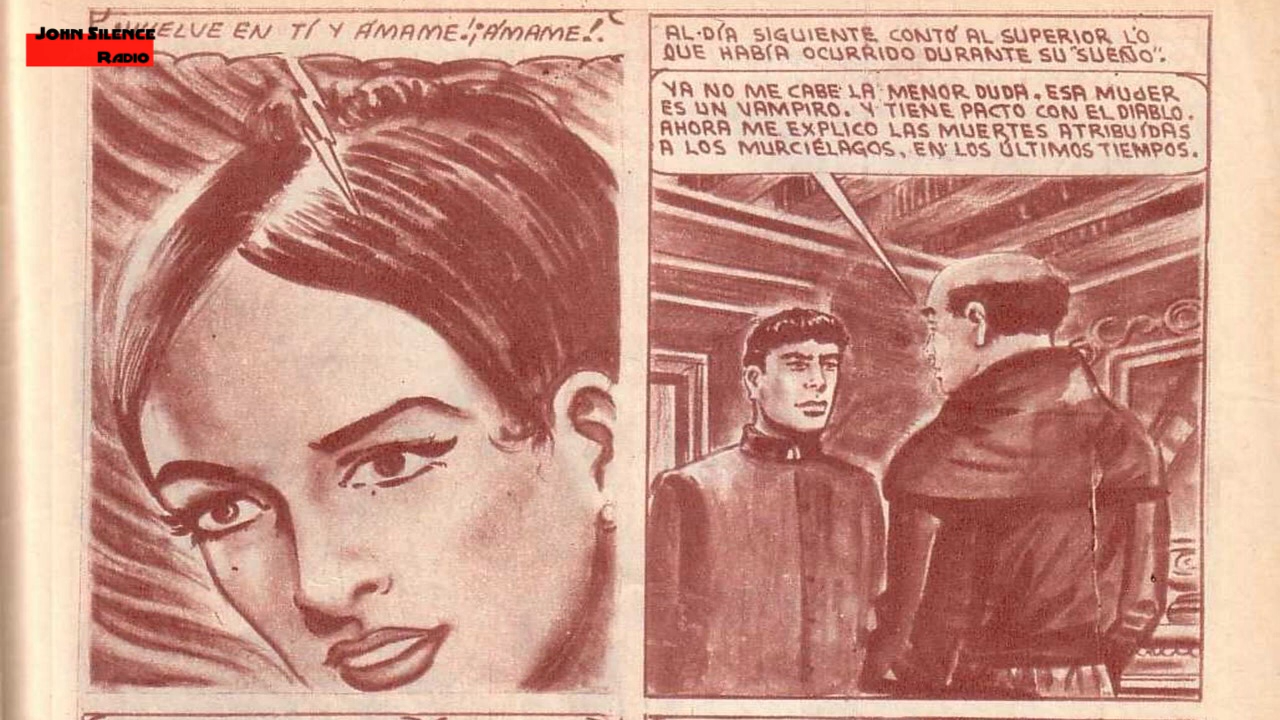 JOHN SILENCE
RADIO
VUELVE EN TÍ Y ÁMAME!¡ÁMAME!.
AL DÍA SIGUIENTE CONTÓ AL SUPERIOR LO
QUE HABÍA OCURRIDO DURANTE SU "SUEÑO".
YA NO ME CABE LA MENOR DUDA. ESA MUJER
ES UN VAMPIRO. Y TIENE PACTO CON EL DIABLO.
AHORA ME EXPLICO LAS MUERTES ATRIBUÍDAS
A LOS MURCIÉLAGOS, EN LOS ÚLTIMOS TIEMPOS.